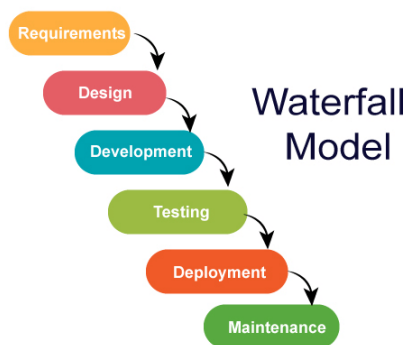 Requirements
Design
Waterfall
Model
Development
Testing
Deployment
Maintenance